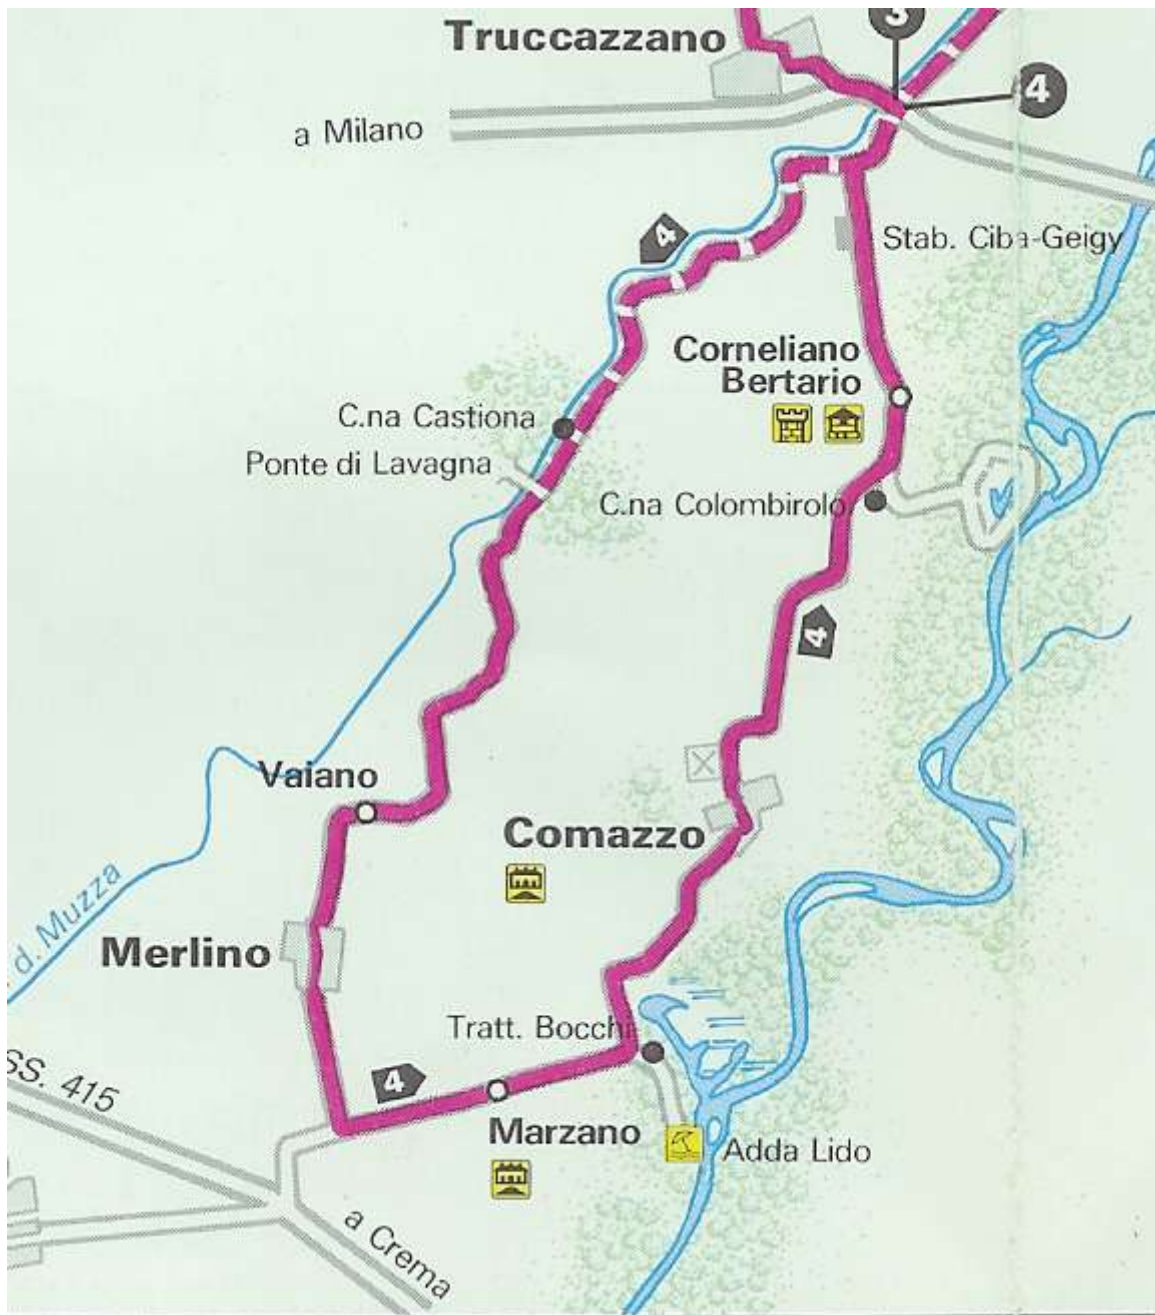 3
Truccazzano
4
a Milano
4
Stab. Ciba-Geigy
Corneliano
Bertario
C.na Castiona
Ponte di Lavagna
C.na Colombirolo
4
Vaiano
Comazzo
d. Muzza
Merlino
Tratt. Bocchi
SS. 415
4
Marzano
Adda Lido
a Crema